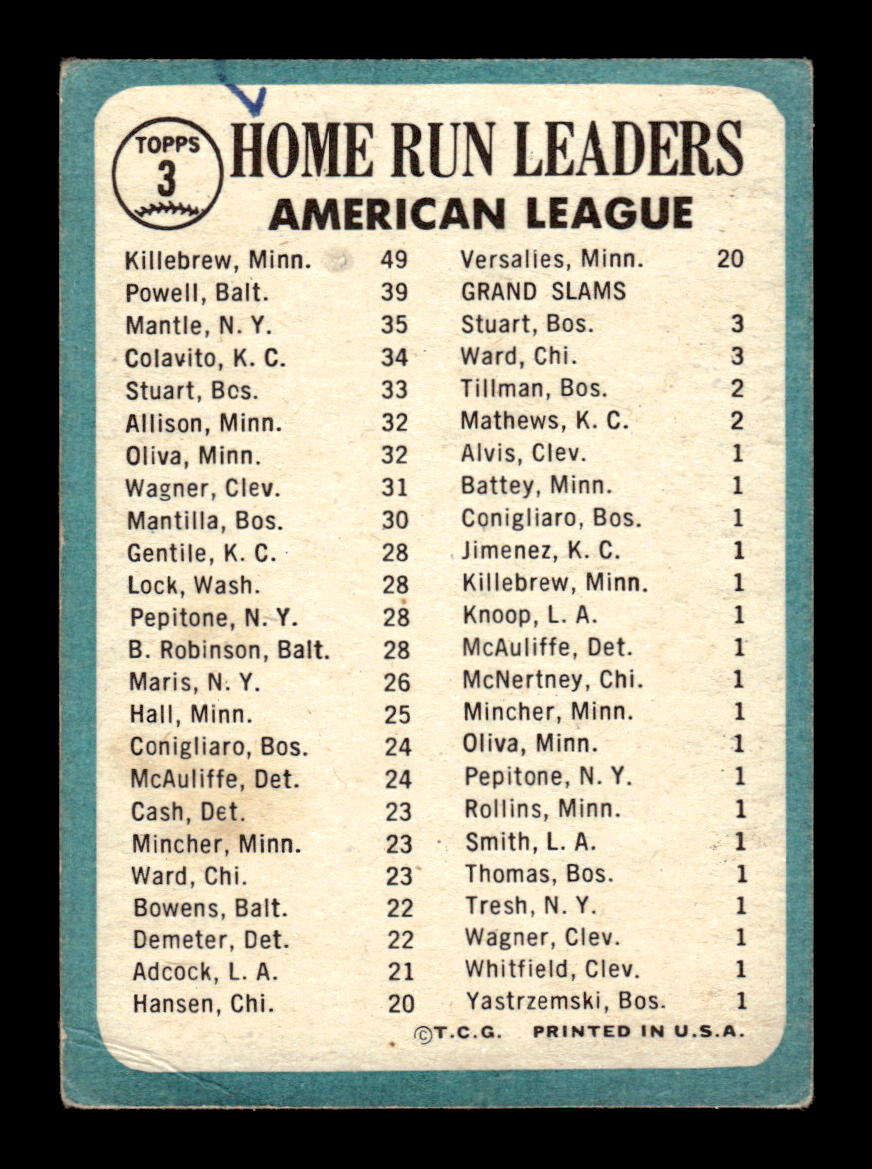 TOPPS
3
HOME RUN LEADERS
AMERICAN LEAGUE
Killebrew, Minn. 49
Powell, Balt. 39
Mantle, N. Y. 35
Colavito, K. C. 34
Stuart, Bos. 33
Allison, Minn. 32
Oliva, Minn. 32
Wagner, Clev. 31
Mantilla, Bos. 30
Gentile, K. C. 28
Lock, Wash. 28
Pepitone, N. Y. 28
B. Robinson, Balt. 28
Maris, N. Y. 26
Hall, Minn. 25
Conigliaro, Bos. 24
McAuliffe, Det. 24
Cash, Det. 23
Mincher, Minn. 23
Ward, Chi. 23
Bowens, Balt. 22
Demeter, Det. 22
Adcock, L. A. 21
Hansen, Chi. 20
Versalies, Minn. 20
GRAND SLAMS
Stuart, Bos. 3
Ward, Chi. 3
Tillman, Bos. 2
Mathews, K. C. 2
Alvis, Clev. 1
Battey, Minn. 1
Conigliaro, Bos. 1
Jimenez, K. C. 1
Killebrew, Minn. 1
Knoop, L. A. 1
McAuliffe, Det. 1
McNertney, Chi. 1
Mincher, Minn. 1
Oliva, Minn. 1
Pepitone, N. Y. 1
Rollins, Minn. 1
Smith, L. A. 1
Thomas, Bos. 1
Tresh, N. Y. 1
Wagner, Clev. 1
Whitfield, Clev. 1
Yastrzemski, Bos. 1
©T.C.G. PRINTED IN U.S.A.